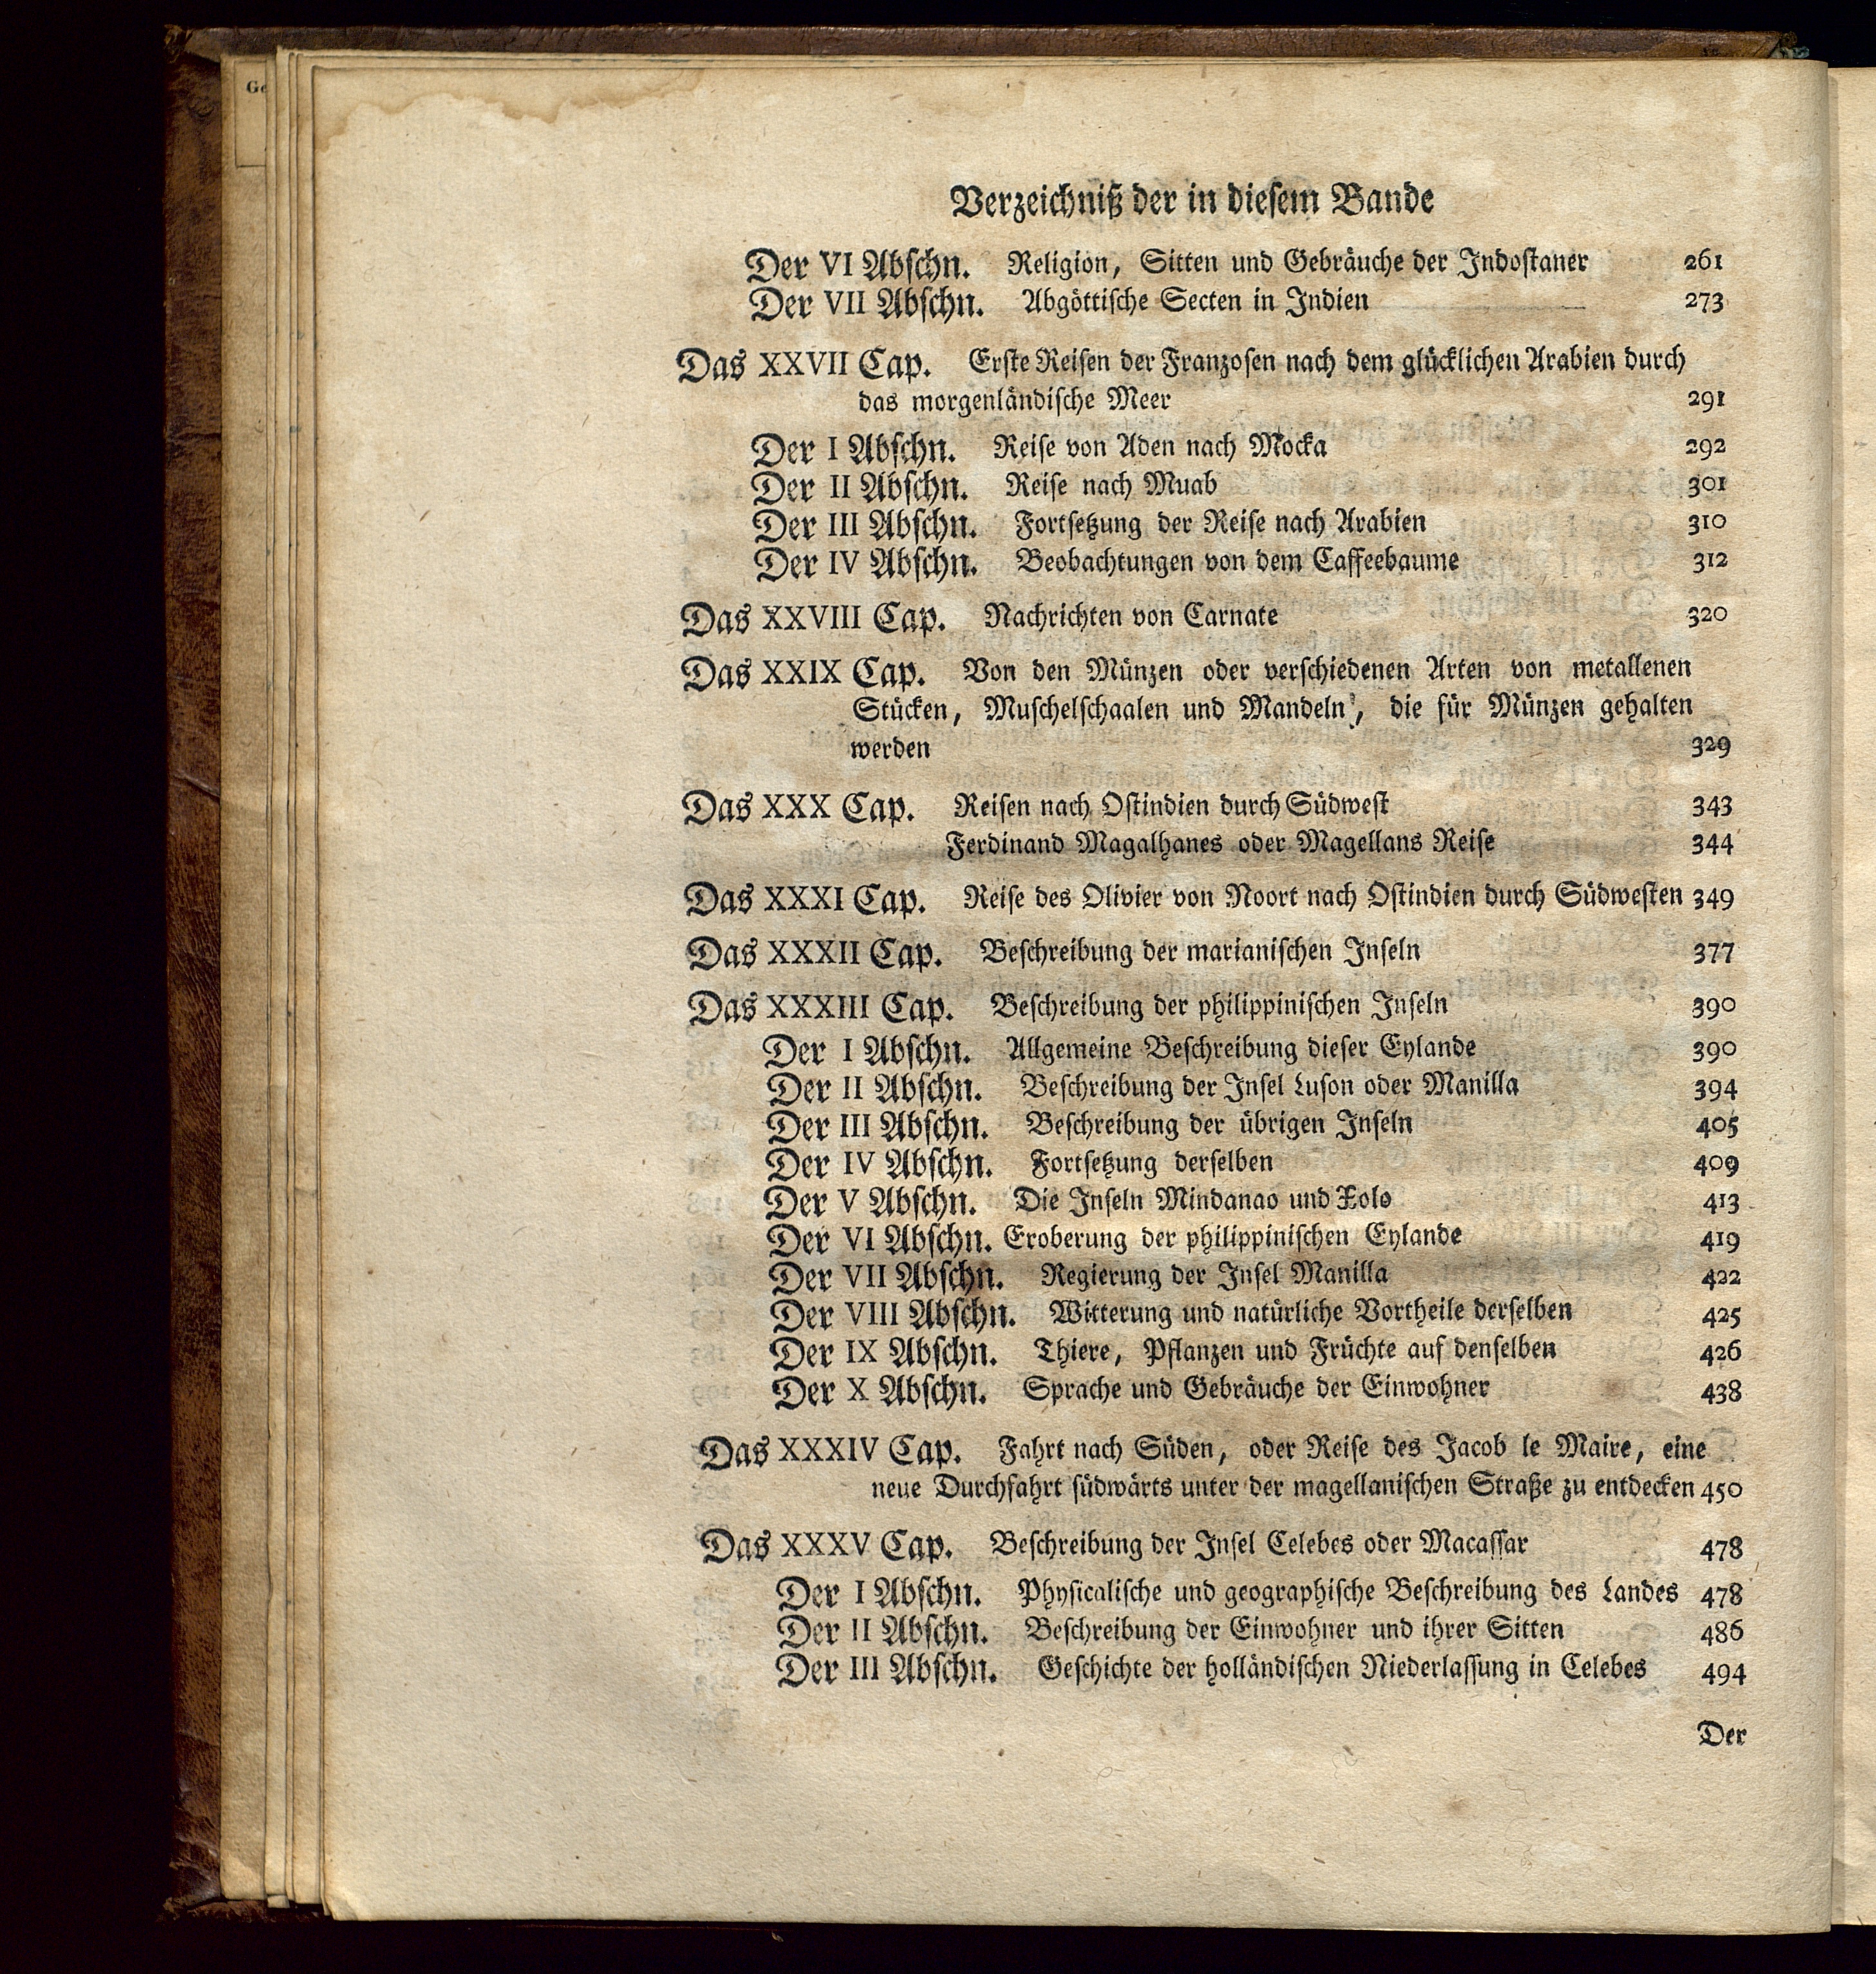 Ge
Verzeichniß der in diesem Bande
Der VI Abschn. Religion, Sitten und Gebräuche der Indostaner 261
Der VII Abschn. Abgöttische Secten in Indien 273
Das XXVII Cap. Erste Reisen der Franzosen nach dem glücklichen Arabien durch
das morgenländische Meer 291
Der I Abschn. Reise von Aden nach Mocka 292
Der II Abschn. Reise nach Muab 301
Der III Abschn. Fortsetzung der Reise nach Arabien 310
Der IV Abschn. Beobachtungen von dem Caffeebaume 312
Das XXVIII Cap. Nachrichten von Carnate 320
Das XXIX Cap. Von den Münzen oder verschiedenen Arten von metallenen
Stücken, Muschelschaalen und Mandeln, die für Münzen gehalten
werden 329
Das XXX Cap. Reisen nach Ostindien durch Südwest 343
Ferdinand Magalhanes oder Magellans Reise 344
Das XXXI Cap. Reise des Olivier von Noort nach Ostindien durch Südwesten 349
Das XXXII Cap. Beschreibung der marianischen Inseln 377
Das XXXIII Cap. Beschreibung der philippinischen Inseln 390
Der I Abschn. Allgemeine Beschreibung dieser Eylande 390
Der II Abschn. Beschreibung der Insel Luson oder Manilla 394
Der III Abschn. Beschreibung der übrigen Inseln 405
Der IV Abschn. Fortsetzung derselben 409
Der V Abschn. Die Inseln Mindanao und Xolo 413
Der VI Abschn. Eroberung der philippinischen Eylande 419
Der VII Abschn. Regierung der Insel Manilla 422
Der VIII Abschn. Witterung und natürliche Vortheile derselben 425
Der IX Abschn. Thiere, Pflanzen und Früchte auf denselben 426
Der X Abschn. Sprache und Gebräuche der Einwohner 438
Das XXXIV Cap. Fahrt nach Süden, oder Reise des Jacob le Maire, eine
neue Durchfahrt südwärts unter der magellanischen Straße zu entdecken 450
Das XXXV Cap. Beschreibung der Insel Celebes oder Macassar 478
Der I Abschn. Physicalische und geographische Beschreibung des Landes 478
Der II Abschn. Beschreibung der Einwohner und ihrer Sitten 486
Der III Abschn. Geschichte der holländischen Niederlassung in Celebes 494
Der